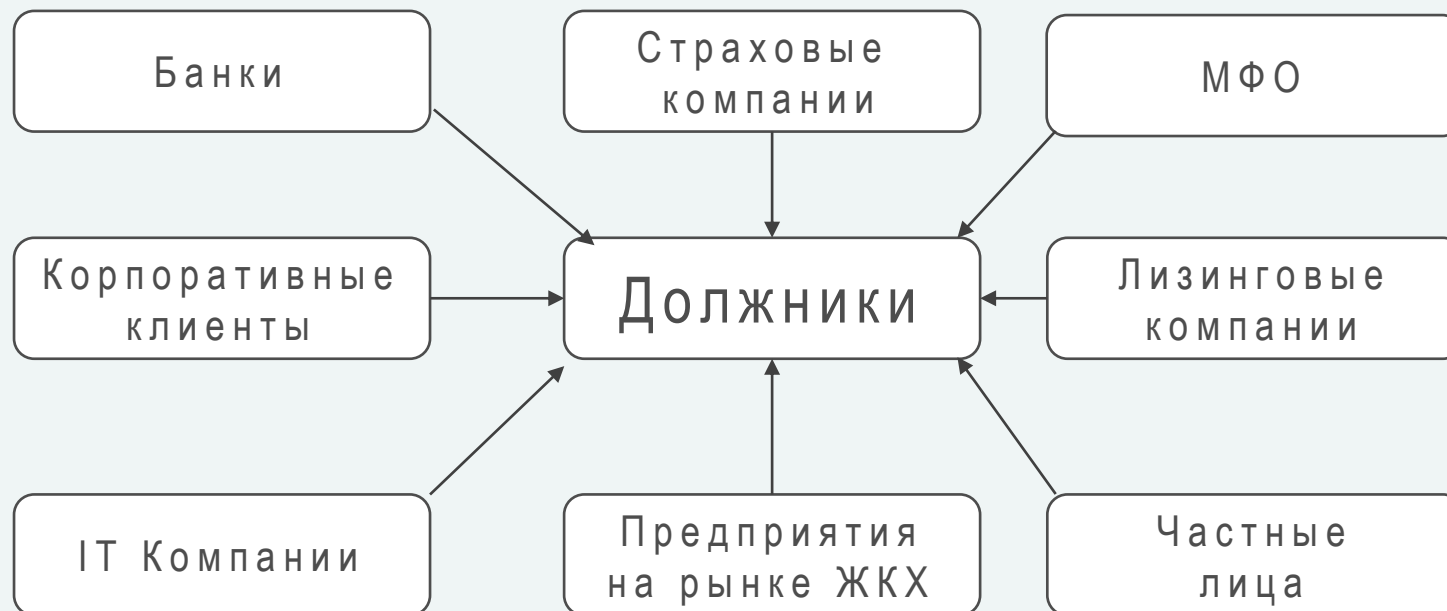 Банки
Страховые
компании
МФО
Корпоративные
клиенты
Должники
Лизинговые
компании
IT Компании
Предприятия
на рынке ЖКХ
Частные
лица